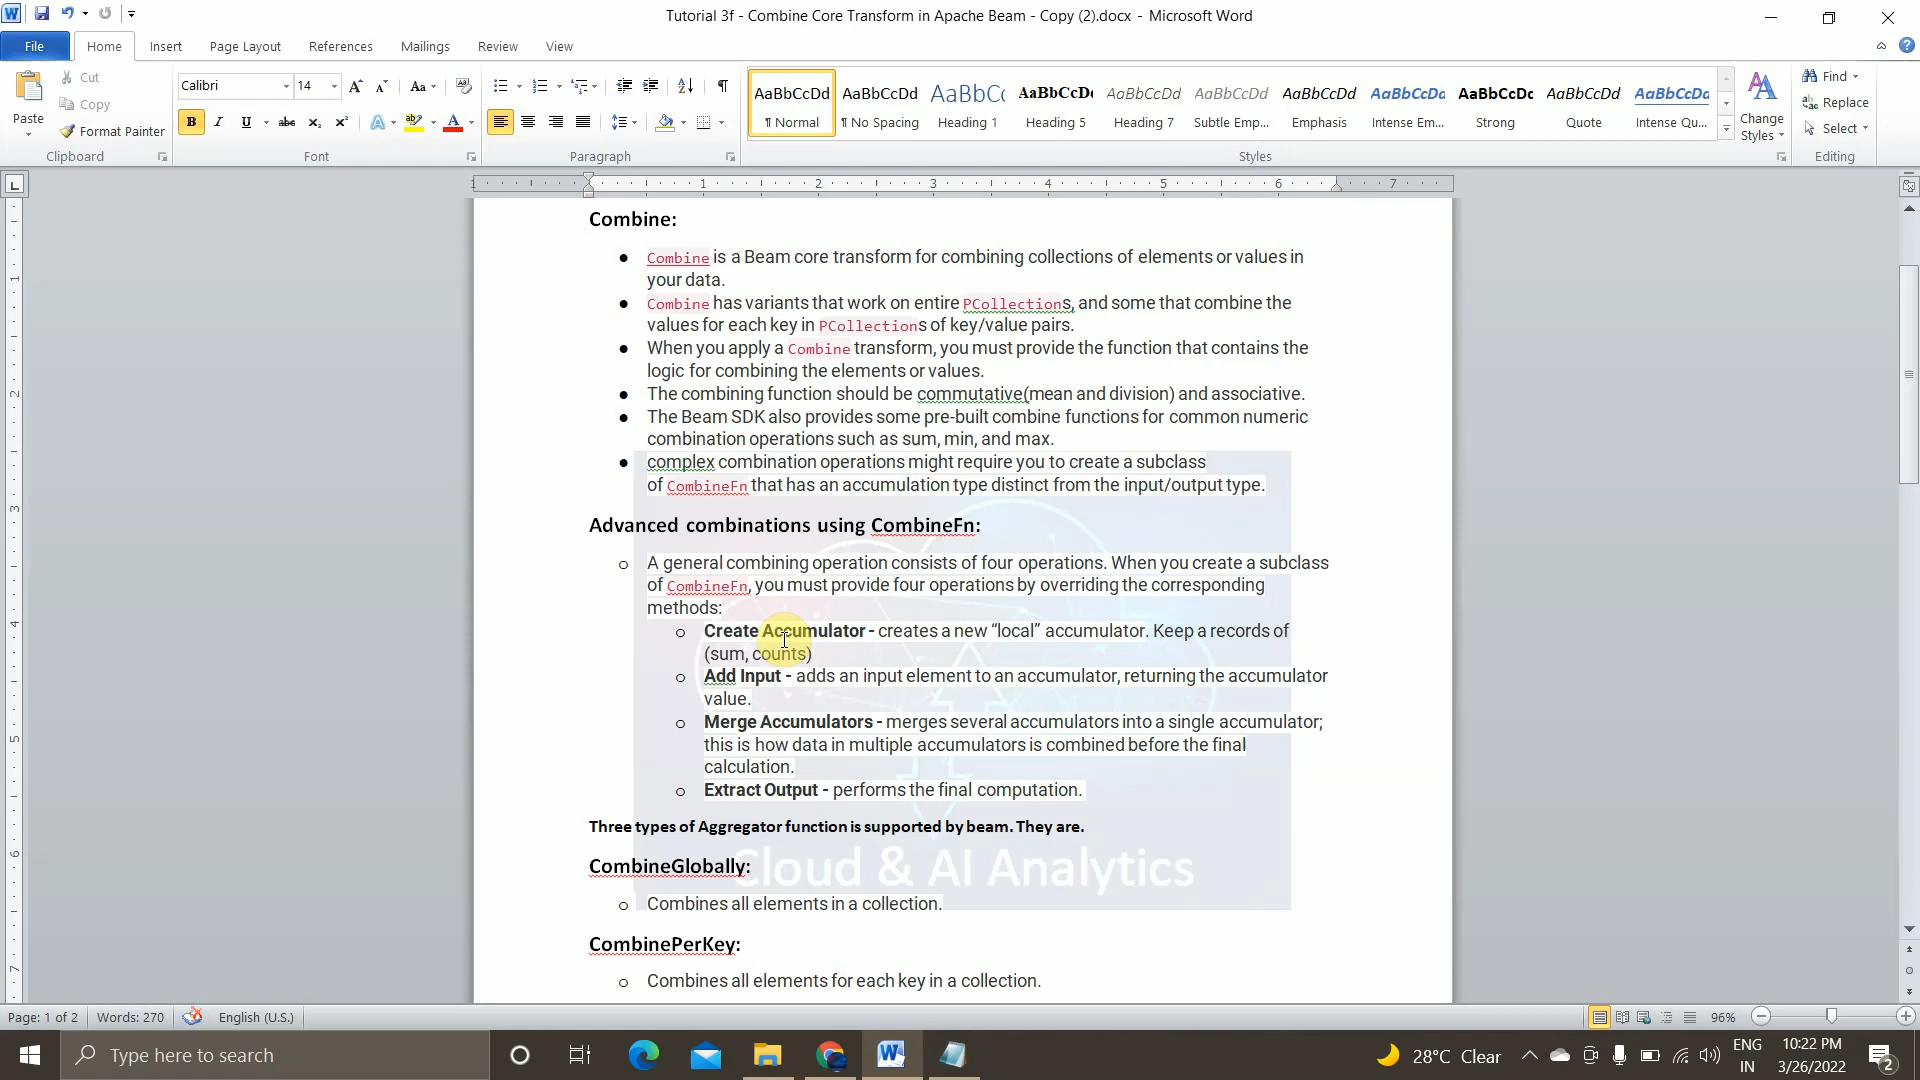 Tutorial 3f - Combine Core Transform in Apache Beam - Copy (2).docx - Microsoft Word
File Home Insert Page Layout References Mailings Review View
Paste
Cut
Copy
Format Painter
Clipboard
Calibri 14
Font
Paragraph
AaBbCcDd AaBbCcDd AaBbC AaBbCcD AaBbCcDd AaBbCcDd AaBbCcDd AaBbCcDd AaBbCcDc AaBbCcDd AaBbCcDd
¶ Normal ¶ No Spacing Heading 1 Heading 5 Heading 7 Subtle Emp... Emphasis Intense Em... Strong Quote Intense Qu...
Styles
Change Styles
Find
Replace
Select
Editing
Combine:
● Combine is a Beam core transform for combining collections of elements or values in
your data.
● Combine has variants that work on entire PCollections, and some that combine the
values for each key in PCollections of key/value pairs.
● When you apply a Combine transform, you must provide the function that contains the
logic for combining the elements or values.
● The combining function should be commutative(mean and division) and associative.
● The Beam SDK also provides some pre-built combine functions for common numeric
combination operations such as sum, min, and max.
● complex combination operations might require you to create a subclass
of CombineFn that has an accumulation type distinct from the input/output type.
Advanced combinations using CombineFn:
o A general combining operation consists of four operations. When you create a subclass
of CombineFn, you must provide four operations by overriding the corresponding
methods:
o Create Accumulator - creates a new “local” accumulator. Keep a records of
(sum, counts)
o Add Input - adds an input element to an accumulator, returning the accumulator
value.
o Merge Accumulators - merges several accumulators into a single accumulator;
this is how data in multiple accumulators is combined before the final
calculation.
o Extract Output - performs the final computation.
Three types of Aggregator function is supported by beam. They are.
CombineGlobally:
Cloud & AI Analytics
o Combines all elements in a collection.
CombinePerKey:
o Combines all elements for each key in a collection.
Page: 1 of 2 Words: 270 English (U.S.) 96%
Type here to search
28°C Clear
ENG
IN
10:22 PM
3/26/2022
2